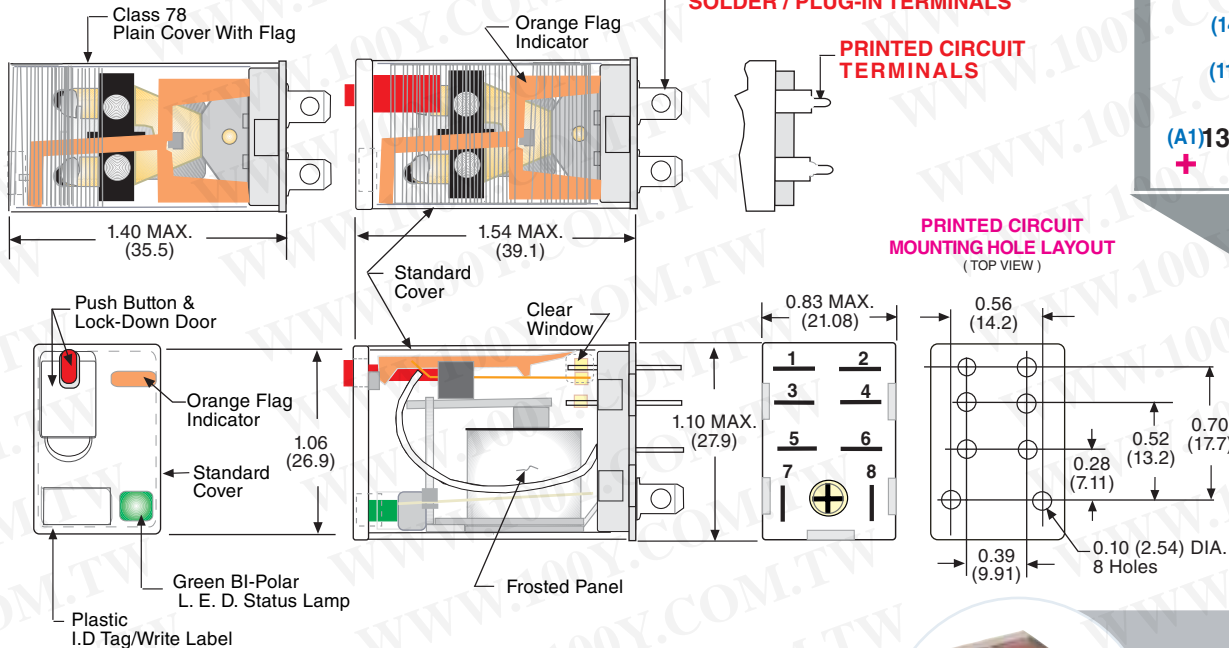 SOLDER / PLUG-IN TERMINALS
Class 78
Plain Cover With Flag
Orange Flag
Indicator
PRINTED CIRCUIT
TERMINALS
(A1)13
+
1.40 MAX.
(35.5)
1.54 MAX.
(39.1)
PRINTED CIRCUIT
MOUNTING HOLE LAYOUT
( TOP VIEW )
Standard
Cover
Push Button &
Lock-Down Door
Clear
Window
0.83 MAX.
(21.08)
0.56
(14.2)
1 2
3 4
5 6
7 8
Orange Flag
Indicator
1.06
(26.9)
Standard
Cover
1.10 MAX.
(27.9)
0.70
(17.7)
0.52
(13.2)
0.28
(7.11)
0.39
(9.91)
0.10 (2.54) DIA.
8 Holes
Green BI-Polar
L. E. D. Status Lamp
Frosted Panel
Plastic
I.D Tag/Write Label
WWW.100Y.COM.TW